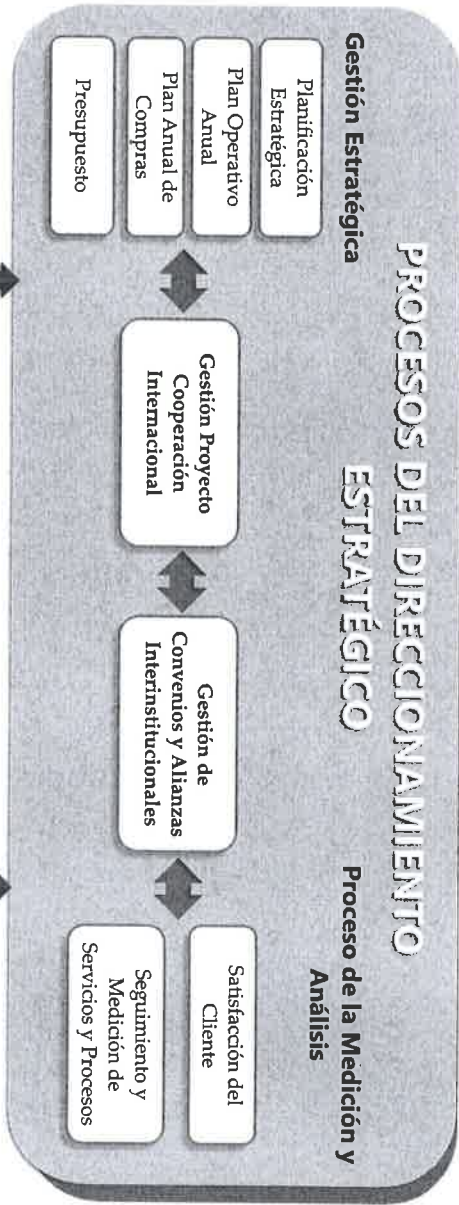 PROCESOS DEL DIRECCIONAMIENTO
ESTRATÉGICO
Gestión Estratégica
Planificación
Estratégica
Plan Operativo
Anual
Plan Anual de
Compras
Presupuesto
Gestión Proyecto
Cooperación
Internacional
Gestión de
Convenios y Alianzas
Interinstitucionales
Proceso de la Medición y
Análisis
Satisfacción del
Cliente
Seguimiento y
Medición de
Servicios y Procesos